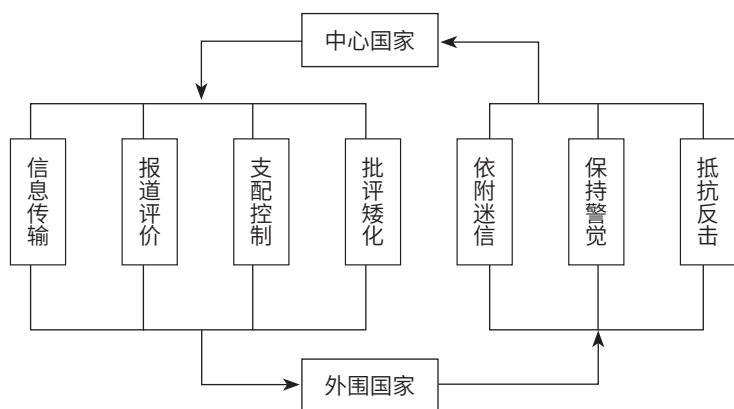 中心国家
信息传输
报道评价
支配控制
批评矮化
依附迷信
保持警觉
抵抗反击
外围国家